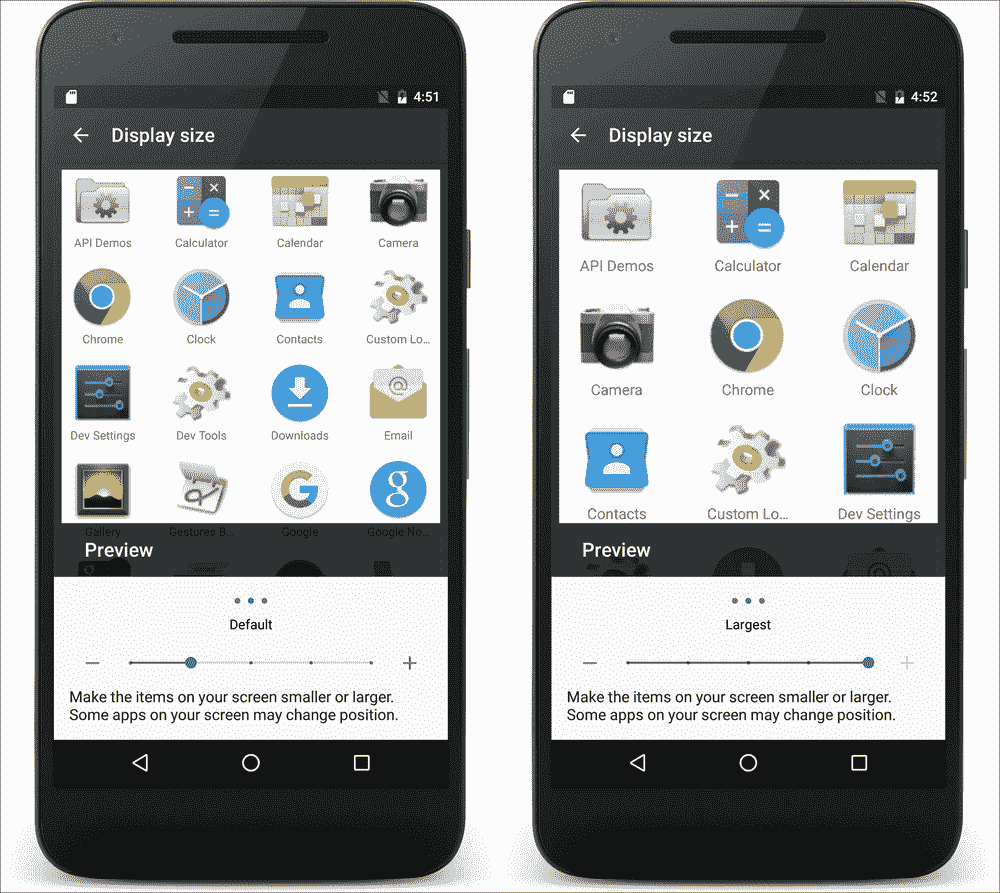 4:51
Display size
API Demos Calculator Calendar Camera
Chrome Clock Contacts Custom Lo...
Dev Settings Dev Tools Downloads Email
Gallery Gestures B... Google Google No...
Preview
Default
Make the items on your screen smaller or larger.
Some apps on your screen may change position.
4:52
Display size
API Demos Calculator Calendar
Camera Chrome Clock
Contacts Custom Lo... Dev Settings
Preview
Largest
Make the items on your screen smaller or larger.
Some apps on your screen may change position.